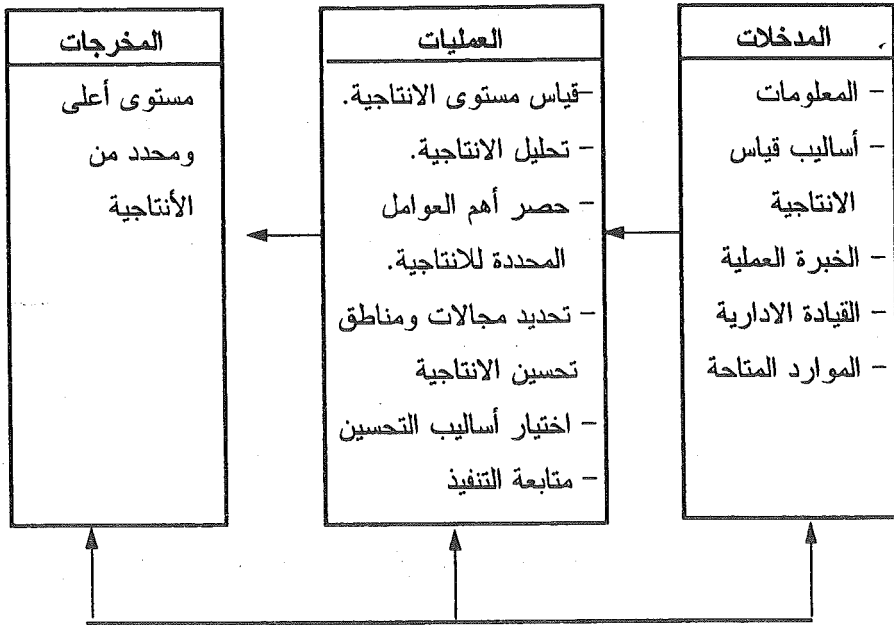 المدخلات
– المعلومات
– أساليب قياس
الانتاجية
– الخبرة العملية
– القيادة الادارية
– الموارد المتاحة
العمليات
–قياس مستوى الانتاجية.
– تحليل الانتاجية.
– حصر أهم العوامل
المحددة للانتاجية.
– تحديد مجالات ومناطق
تحسين الانتاجية
– اختيار أساليب التحسين
– متابعة التنفيذ
المخرجات
مستوى أعلى
ومحدد من
الأنتاجية